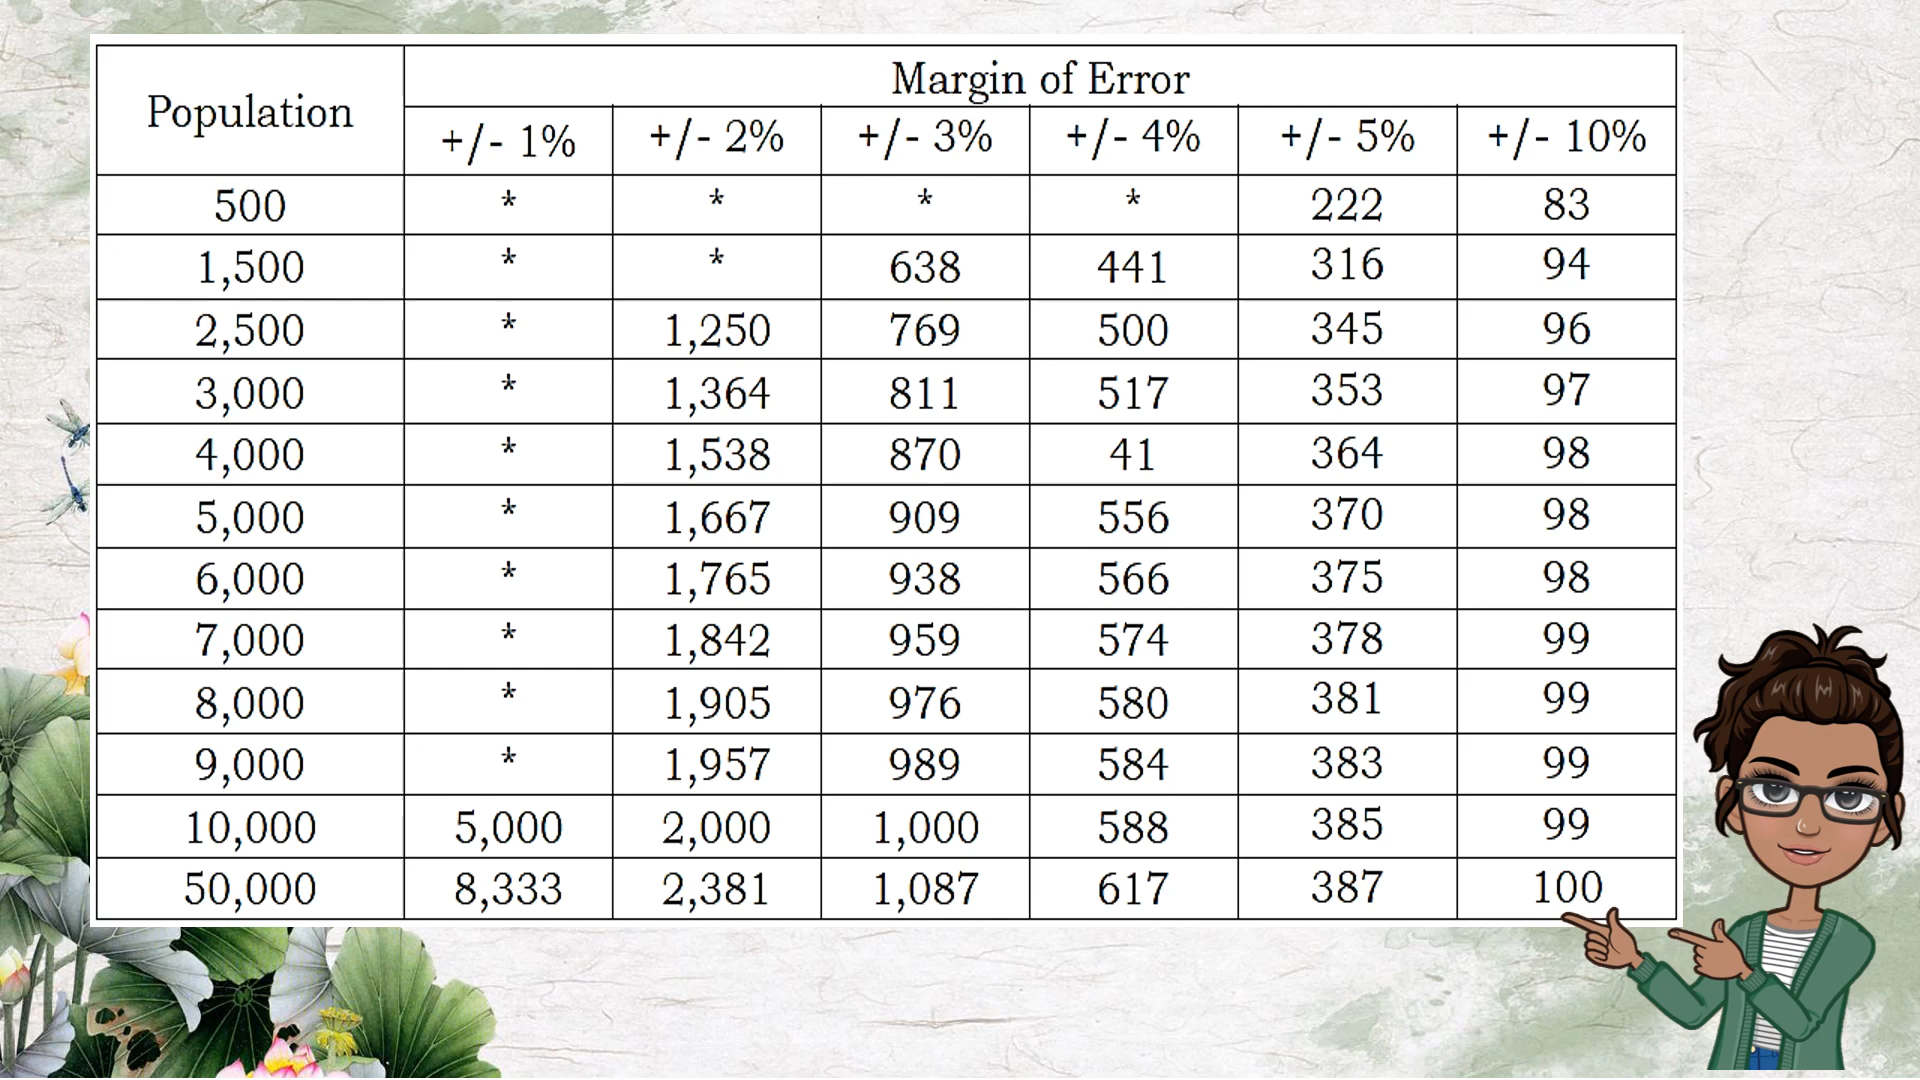 Population Margin of Error
+/- 1% +/- 2% +/- 3% +/- 4% +/- 5% +/- 10%
500 * * * * 222 83
1,500 * * 638 441 316 94
2,500 * 1,250 769 500 345 96
3,000 * 1,364 811 517 353 97
4,000 * 1,538 870 41 364 98
5,000 * 1,667 909 556 370 98
6,000 * 1,765 938 566 375 98
7,000 * 1,842 959 574 378 99
8,000 * 1,905 976 580 381 99
9,000 * 1,957 989 584 383 99
10,000 5,000 2,000 1,000 588 385 99
50,000 8,333 2,381 1,087 617 387 100